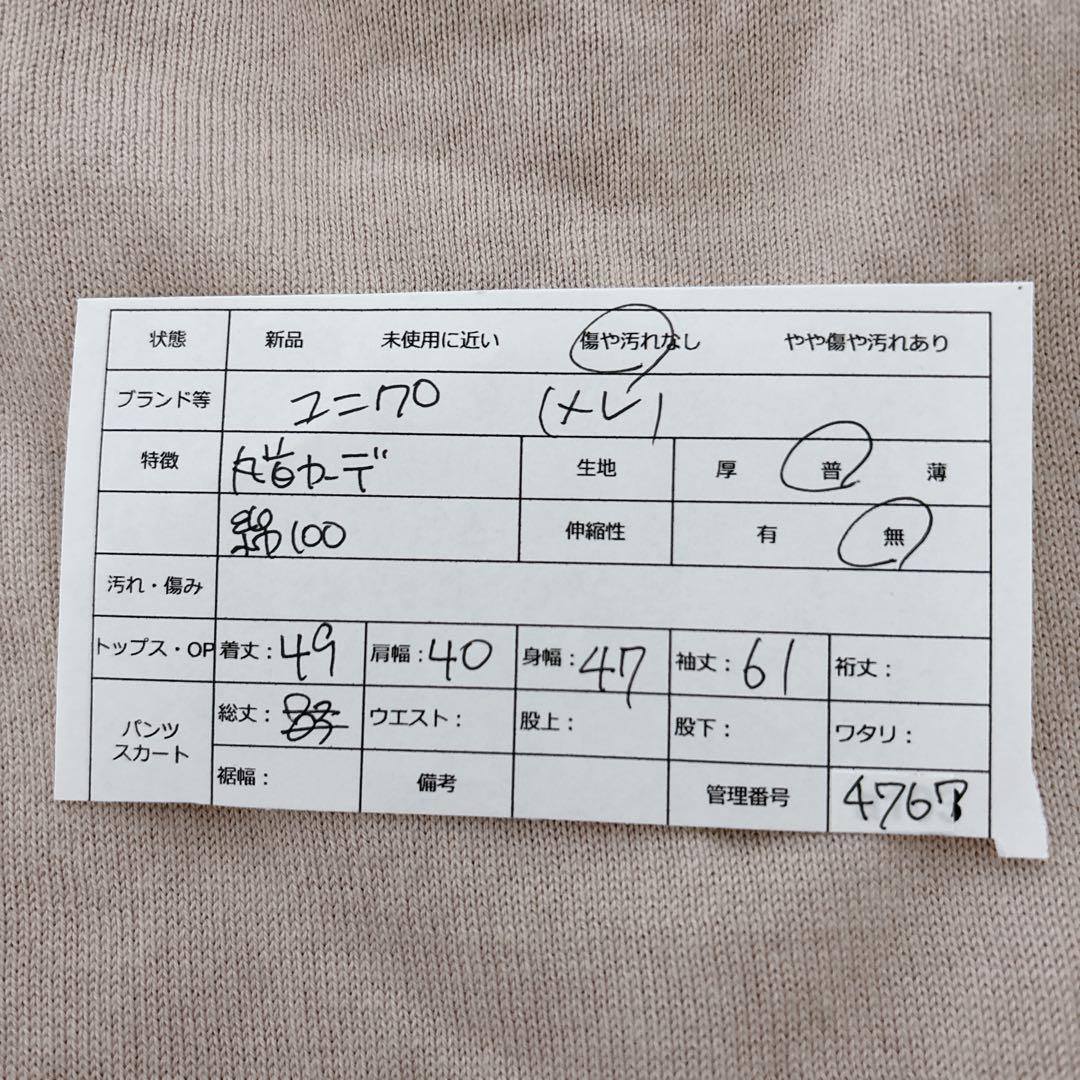 状態 新品 未使用に近い 傷や汚れなし やや傷や汚れあり
ブランド等 ユニクロ (メレ)
特徴 カーデ 生地 厚 普 薄
綿100 伸縮性 有 無
汚れ・傷み
トップス・OP 着丈:49 肩幅:40 身幅:47 袖丈:61 裄丈:
パンツ スカート 総丈: ウエスト: 股上: 股下: ワタリ:
裾幅: 備考 管理番号 4767